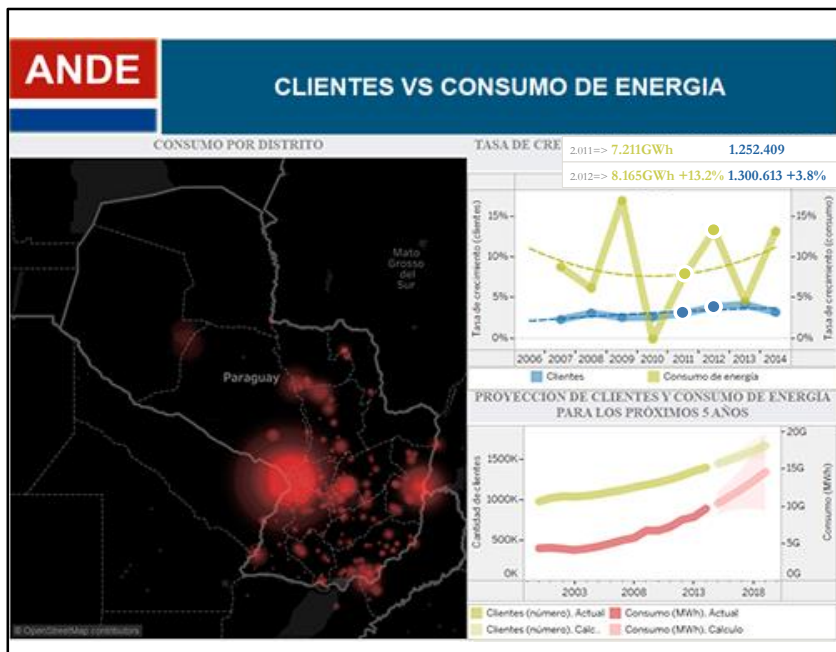 ANDE
CLIENTES VS CONSUMO DE ENERGIA
CONSUMO POR DISTRITO
TASA DE CRE
2.011=> 7.211GWh 1.252.409
2.012=> 8.165GWh +13.2% 1.300.613 +3.8%
Mato
Grosso
do Sul
Paraguay
© OpenStreetMap contributors
Tasa de crecimiento (clientes)
15%
10%
5%
0%
15%
10%
5%
0%
Tasa de crecimiento (consumo)
2006 2007 2008 2009 2010 2011 2012 2013 2014
Clientes Consumo de energía
PROYECCIÓN DE CLIENTES Y CONSUMO DE ENERGÍA
PARA LOS PRÓXIMOS 5 AÑOS
Cantidad de clientes
1500K
1000K
500K
0K
20G
15G
10G
5G
0G
Consumo (MWh)
2003 2008 2013 2018
Clientes (número). Actual Consumo (MWh). Actual
Clientes (número). Calc.. Consumo (MWh). Calculo